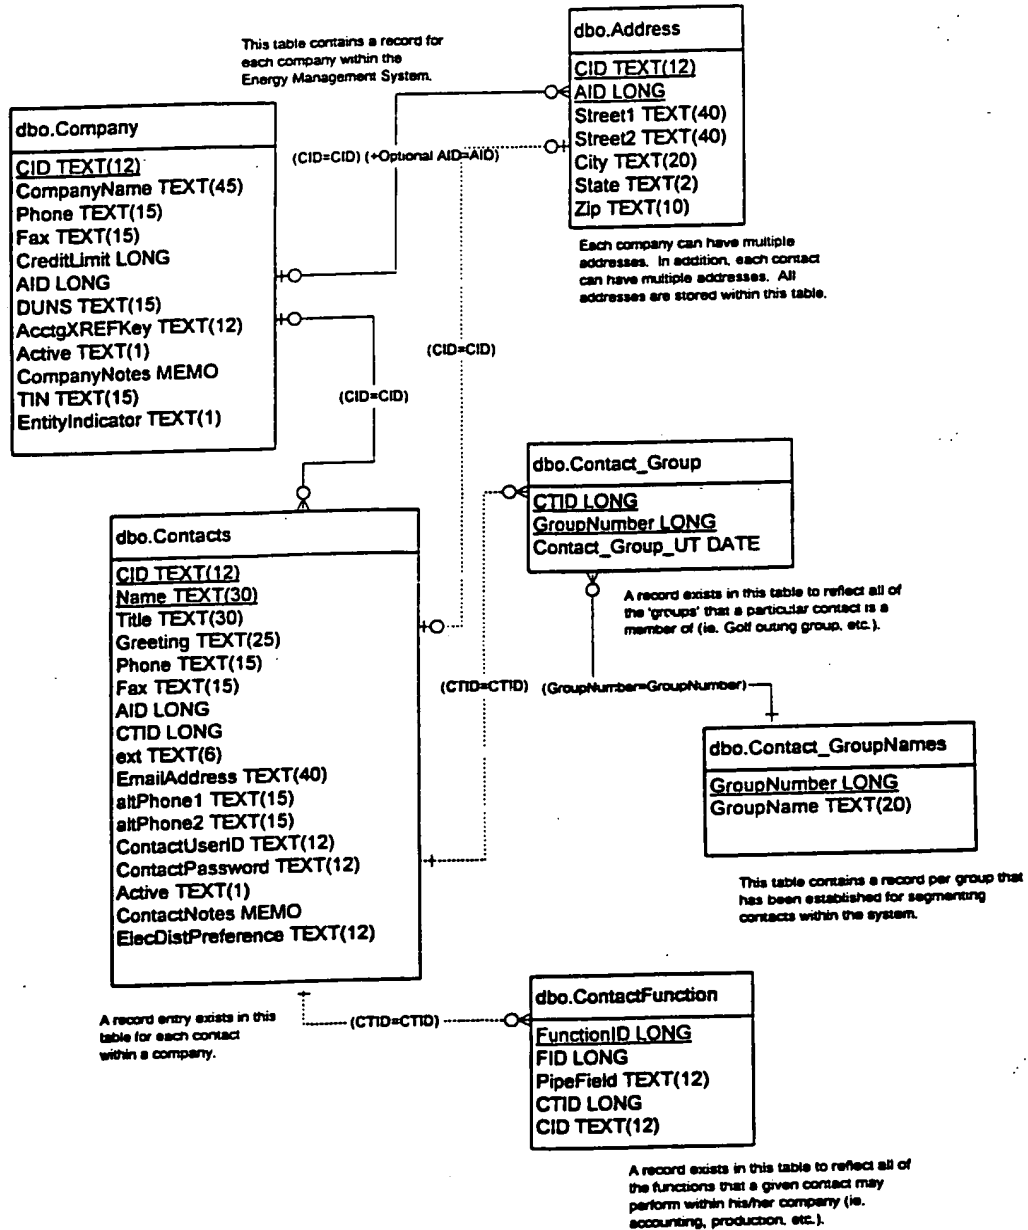 This table contains a record for
each company within the
Energy Management System.
dbo.Address
CID TEXT(12)
AID LONG
Street1 TEXT(40)
Street2 TEXT(40)
City TEXT(20)
State TEXT(2)
Zip TEXT(10)
Each company can have multiple
addresses. In addition, each contact
can have multiple addresses. All
addresses are stored within this table.
dbo.Company
CID TEXT(12)
CompanyName TEXT(45)
Phone TEXT(15)
Fax TEXT(15)
CreditLimit LONG
AID LONG
DUNS TEXT(15)
AcctgXREFKey TEXT(12)
Active TEXT(1)
CompanyNotes MEMO
TIN TEXT(15)
EntityIndicator TEXT(1)
(CID=CID) (+Optional AID=AID)
(CID=CID)
(CID=CID)
dbo.Contact_Group
CTID LONG
GroupNumber LONG
Contact_Group_UT DATE
A record exists in this table to reflect all of
the 'groups' that a particular contact is a
member of (ie. Golf outing group, etc.).
dbo.Contacts
CID TEXT(12)
Name TEXT(30)
Title TEXT(30)
Greeting TEXT(25)
Phone TEXT(15)
Fax TEXT(15)
AID LONG
CTID LONG
ext TEXT(6)
EmailAddress TEXT(40)
altPhone1 TEXT(15)
altPhone2 TEXT(15)
ContactUserID TEXT(12)
ContactPassword TEXT(12)
Active TEXT(1)
ContactNotes MEMO
ElecDistPreference TEXT(12)
(CTID=CTID) (GroupNumber=GroupNumber)
dbo.Contact_GroupNames
GroupNumber LONG
GroupName TEXT(20)
This table contains a record per group that
has been established for segmenting
contacts within the system.
A record entry exists in this
table for each contact
within a company.
(CTID=CTID)
dbo.ContactFunction
FunctionID LONG
FID LONG
PipeField TEXT(12)
CTID LONG
CID TEXT(12)
A record exists in this table to reflect all of
the functions that a given contact may
perform within his/her company (ie.
accounting, production, etc.).